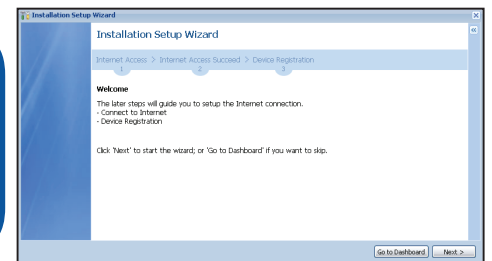 Installation Setup Wizard
Installation Setup Wizard
Internet Access > Internet Access Succeed > Device Registration
1 2 3
Welcome
The later steps will guide you to setup the Internet connection.
- Connect to Internet
- Device Registration
Click 'Next' to start the wizard; or 'Go to Dashboard' if you want to skip.
Go to Dashboard Next >